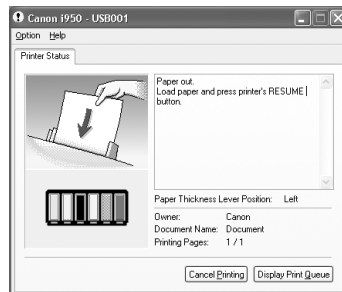 Canon i950 - USB001
Option Help
Printer Status
Paper out.
Load paper and press printer's RESUME
button.
Paper Thickness Lever Position: Left
Owner: Canon
Document Name: Document
Printing Pages: 1 / 1
Cancel Printing Display Print Queue